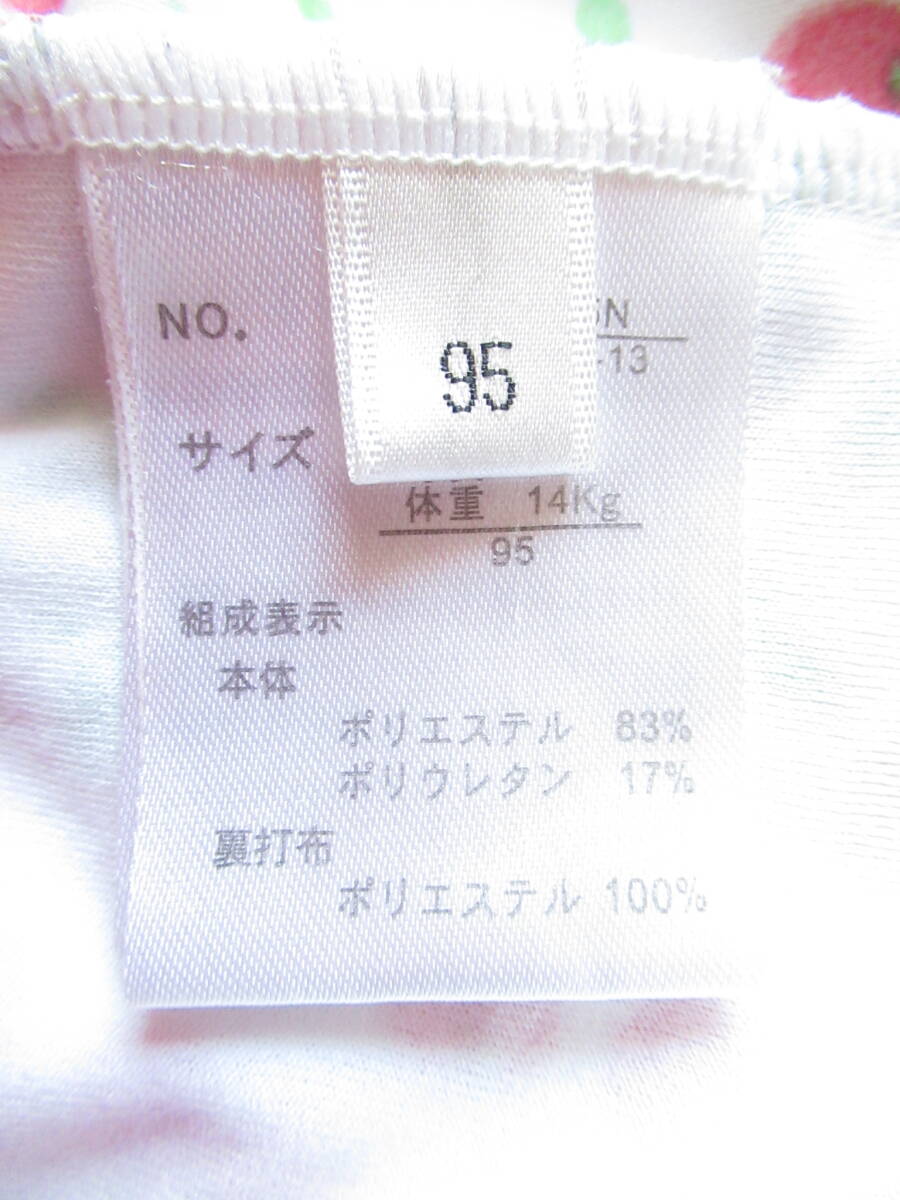 NO.
5N
-13
95
サイズ
体重 14Kg
95
組成表示
本体
ポリエステル 83%
ポリウレタン 17%
裏打布
ポリエステル 100%